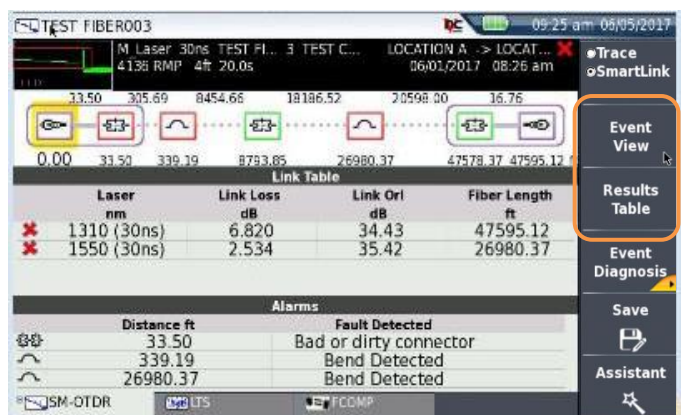 TEST FIBER003
09:25 am 06/05/2017
M_Laser 30ns TEST FI... 3 TEST C... LOCATION A -> LOCAT...
4136 RMP 4ft 20.0s 06/01/2017 08:26 am
Trace
SmartLink
33.50 305.69 8454.66 18186.52 20598.00 16.76
0.00 33.50 339.19 8793.85 26980.37 47578.37 47595.12
Event
View
Link Table
Laser Link Loss Link Orl Fiber Length
nm dB dB ft
1310 (30ns) 6.820 34.43 47595.12
1550 (30ns) 2.534 35.42 26980.37
Results
Table
Event
Diagnosis
Alarms
Distance ft Fault Detected
33.50 Bad or dirty connector
339.19 Bend Detected
26980.37 Bend Detected
Save
Assistant
SM-OTDR LTS FCOMP